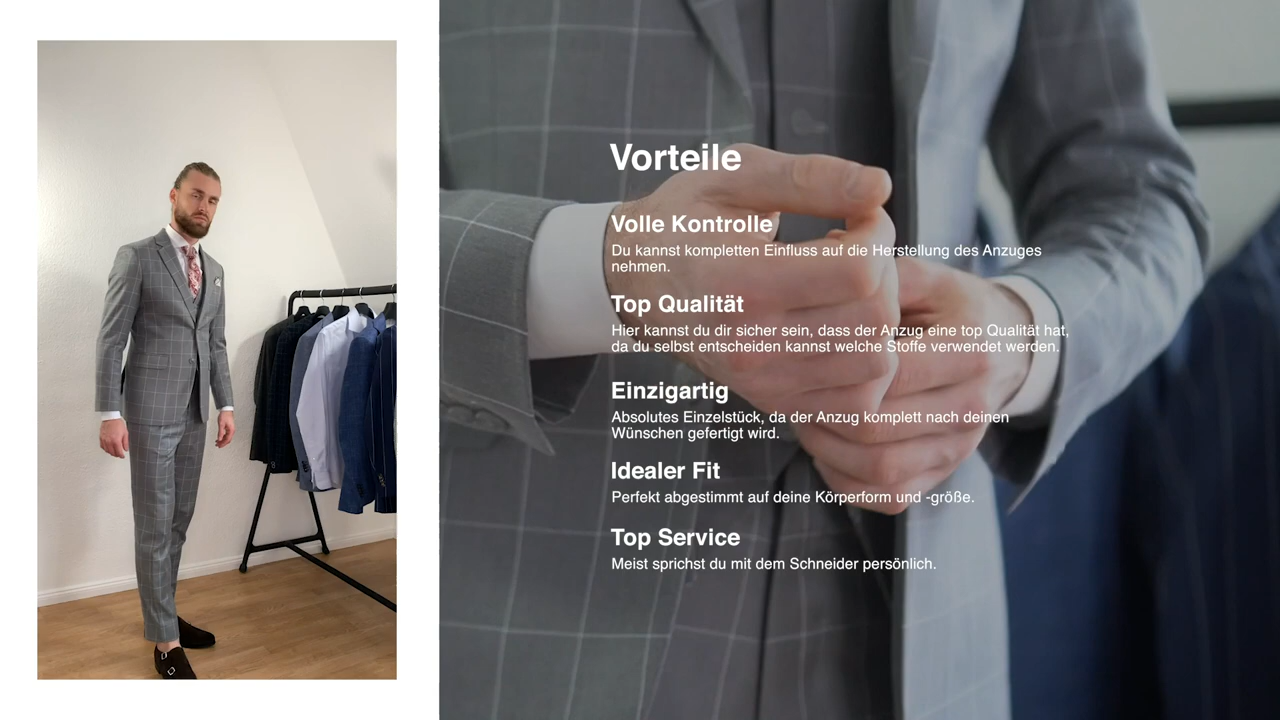 Vorteile
Volle Kontrolle
Du kannst kompletten Einfluss auf die Herstellung des Anzuges
nehmen.
Top Qualität
Hier kannst du dir sicher sein, dass der Anzug eine top Qualität hat,
da du selbst entscheiden kannst welche Stoffe verwendet werden.
Einzigartig
Absolutes Einzelstück, da der Anzug komplett nach deinen
Wünschen gefertigt wird.
Idealer Fit
Perfekt abgestimmt auf deine Körperform und -größe.
Top Service
Meist sprichst du mit dem Schneider persönlich.